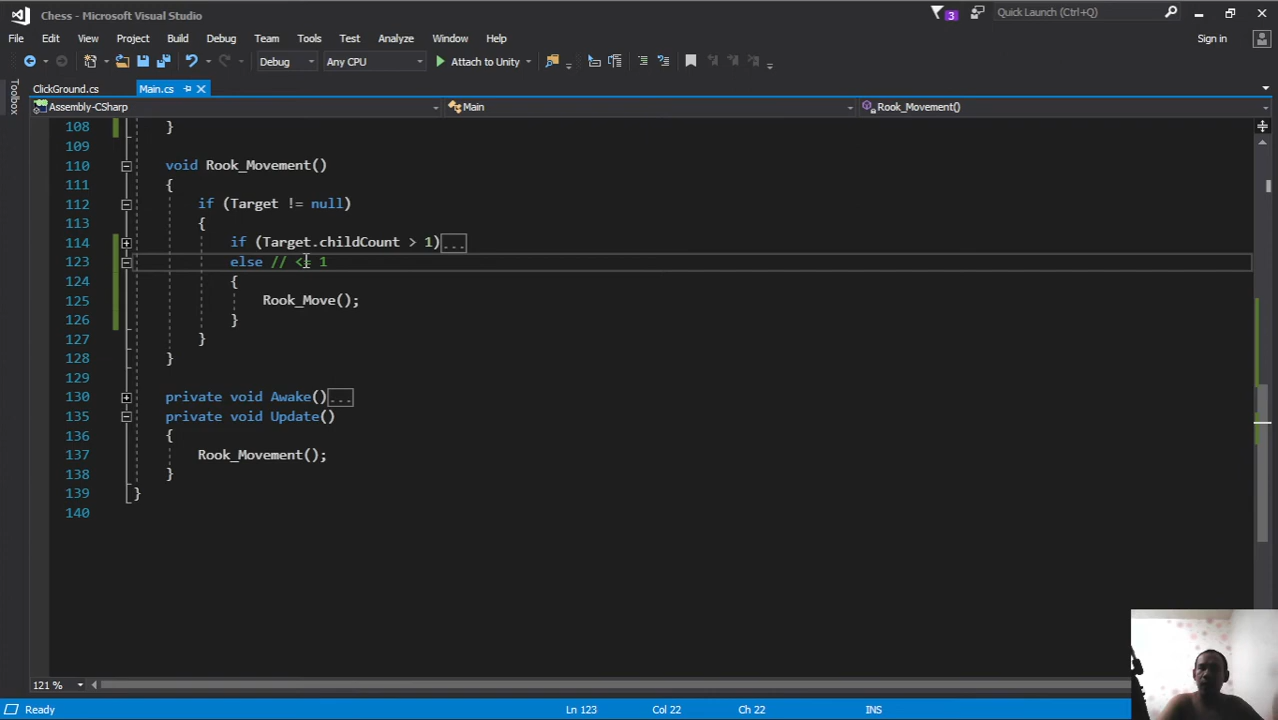 Chess - Microsoft Visual Studio
3
Quick Launch (Ctrl+Q)
File Edit View Project Build Debug Team Tools Test Analyze Window Help
Sign in
Debug Any CPU Attach to Unity
Toolbox
ClickGround.cs Main.cs
Assembly-CSharp Main Rook_Movement()
108 }
109
110 void Rook_Movement()
111 {
112 if (Target != null)
113 {
114 if (Target.childCount > 1)...
123 else // <= 1
124 {
125 Rook_Move();
126 }
127 }
128 }
129
130 private void Awake()...
135 private void Update()
136 {
137 Rook_Movement();
138 }
139 }
140
121 %
Ready Ln 123 Col 22 Ch 22 INS